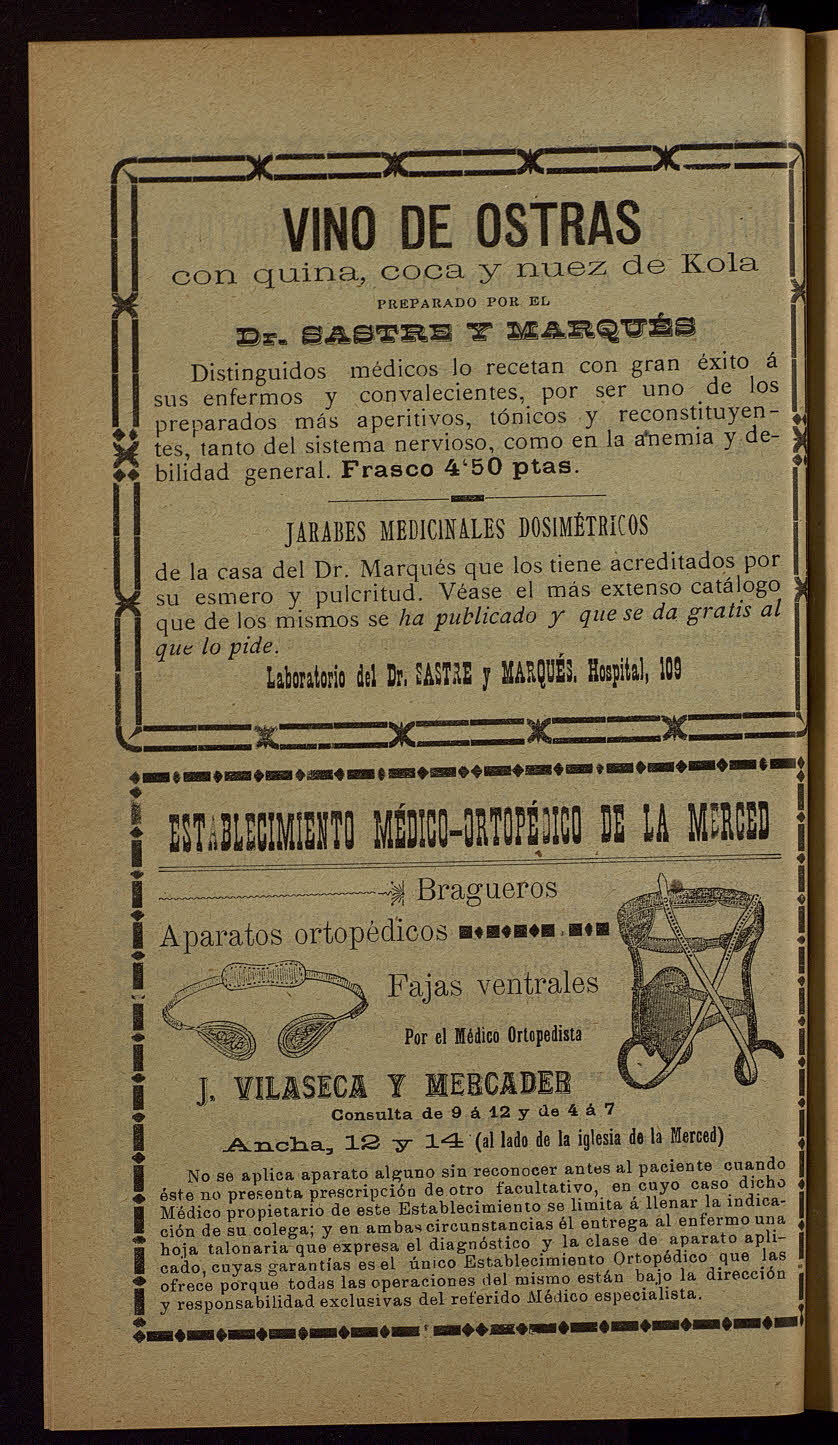 VINO DE OSTRAS
con quina, coca y nuez de Kola
PREPARADO POR EL
Dr. SASTRE Y MARQUÉS
Distinguidos médicos lo recetan con gran éxito á
sus enfermos y convalecientes, por ser uno de los
preparados más aperitivos, tónicos y reconstituyen-
tes, tanto del sistema nervioso, como en la anemia y de-
bilidad general. Frasco 4'50 ptas.
JARABES MEDICINALES DOSIMÉTRICOS
de la casa del Dr. Marqués que los tiene acreditados por
su esmero y pulcritud. Véase el más extenso catálogo
que de los mismos se ha publicado y que se da gratis al
que lo pide.
Laboratorio del Dr. SASTRE y MARQUÉS. Hospital, 109
ESTABLECIMIENTO MÉDICO-ORTOPÉDICO DE LA MERCED
Bragueros
Aparatos ortopédicos
Fajas ventrales
Por el Médico Ortopedista
J. VILASECA Y MERCADER
Consulta de 9 á 12 y de 4 á 7
Ancha, 12 y 14 (al lado de la iglesia de la Merced)
No se aplica aparato alguno sin reconocer antes al paciente cuando
éste no presenta prescripción de otro facultativo, en cuyo caso dicho
Médico propietario de este Establecimiento se limita á llenar la indica-
ción de su colega; y en ambas circunstancias él entrega al enfermo una
hoja talonaria que expresa el diagnóstico y la clase de aparato apli-
cado, cuyas garantías es el único Establecimiento Ortopédico que las
ofrece porque todas las operaciones del mismo están bajo la dirección
y responsabilidad exclusivas del referido Médico especialista.